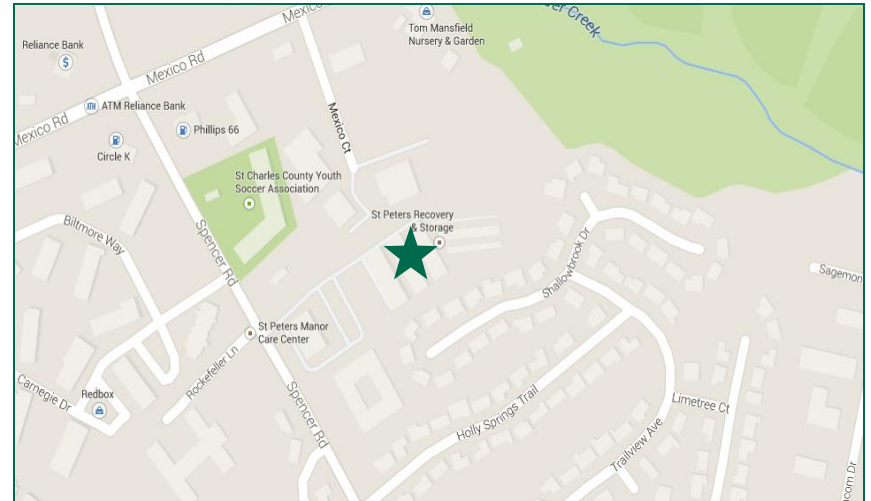 Mexico
Tom Mansfield
Nursery & Garden
Creek
Reliance Bank
$
Mexico Rd
ATM Reliance Bank
Mexico Rd
Phillips 66
Circle K
Mexico Ct
St Charles County Youth
Soccer Association
St Peters Recovery
& Storage
Biltmore Way
Spencer Rd
Shallowbrook Dr
Sagemon
St Peters Manor
Care Center
Rockefeller Ln
Carnegie Dr
Redbox
Spencer Rd
Holly Springs Trail
Limetree Ct
Trailview Ave
Dr